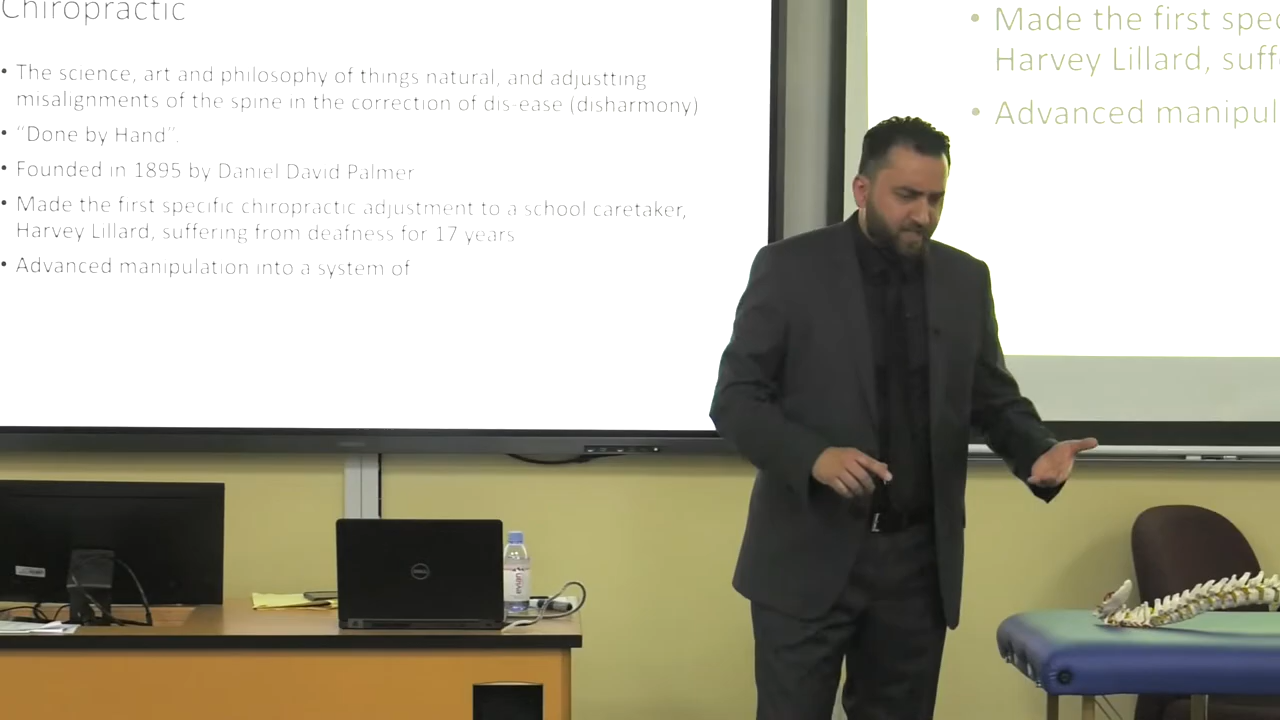 Chiropractic
• The science, art and philosophy of things natural, and adjustting
misalignments of the spine in the correction of dis-ease (disharmony)
• “Done by Hand”.
• Founded in 1895 by Daniel David Palmer
• Made the first specific chiropractic adjustment to a school caretaker,
Harvey Lillard, suffering from deafness for 17 years
• Advanced manipulation into a system of
• Made the first spec
Harvey Lillard, suff
• Advanced manipul
DELL
evian